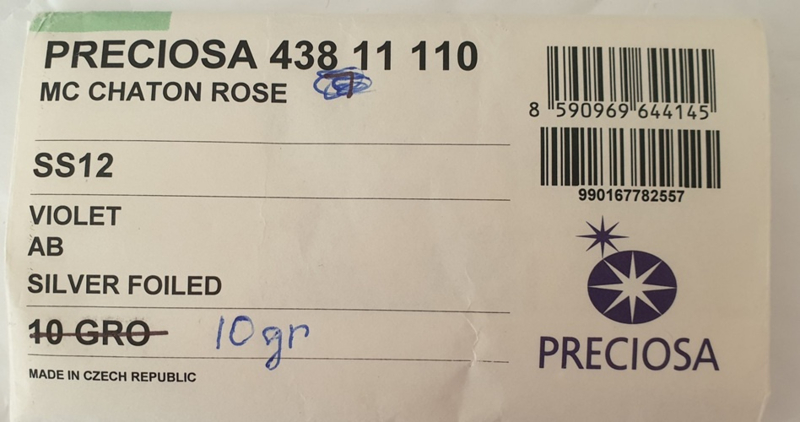 PRECIOSA 438 11 110
MC CHATON ROSE
SS12
VIOLET
AB
SILVER FOILED
10 GRO 10gr
MADE IN CZECH REPUBLIC
8 590969 644145
990167782557
PRECIOSA